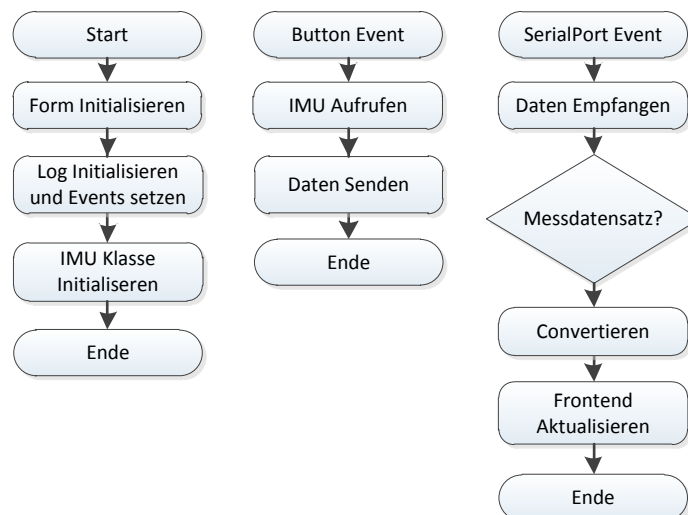 Start
Form Initialisieren
Log Initialisieren
und Events setzen
IMU Klasse
Initialiseren
Ende
Button Event
IMU Aufrufen
Daten Senden
Ende
SerialPort Event
Daten Empfangen
Messdatensatz?
Convertieren
Frontend
Aktualisieren
Ende